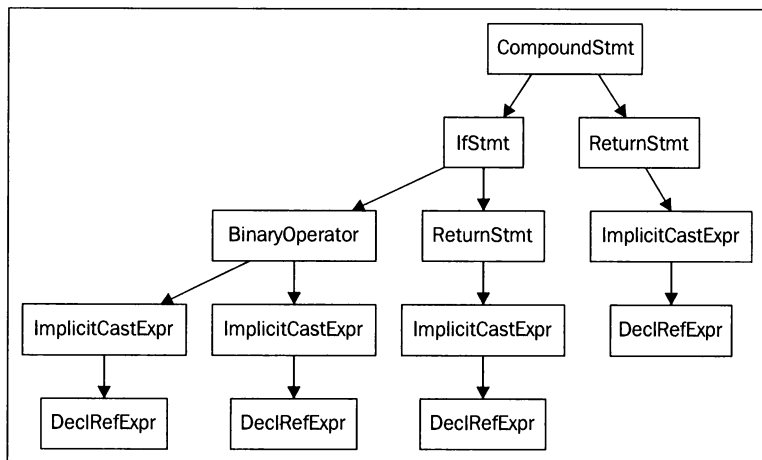 CompoundStmt
IfStmt
ReturnStmt
BinaryOperator
ReturnStmt
ImplicitCastExpr
ImplicitCastExpr
ImplicitCastExpr
ImplicitCastExpr
DeclRefExpr
DeclRefExpr
DeclRefExpr
DeclRefExpr